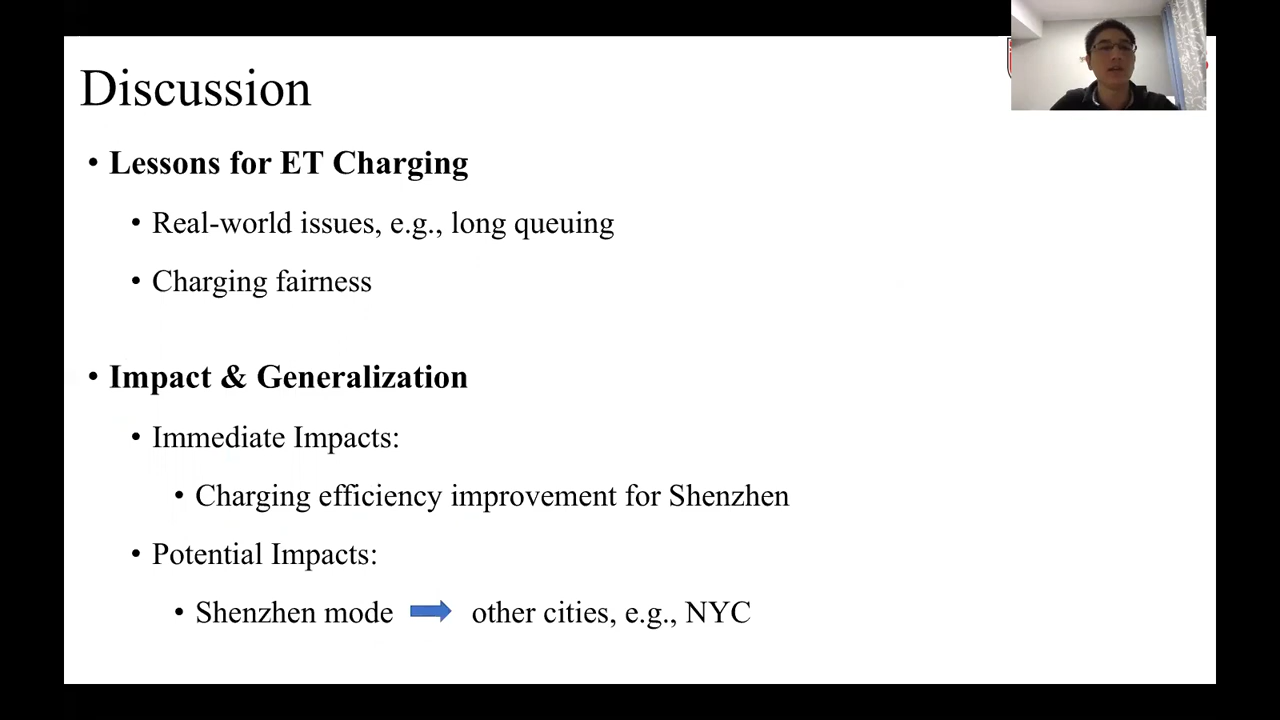 Discussion
• Lessons for ET Charging
• Real-world issues, e.g., long queuing
• Charging fairness
• Impact & Generalization
• Immediate Impacts:
• Charging efficiency improvement for Shenzhen
• Potential Impacts:
• Shenzhen mode other cities, e.g., NYC